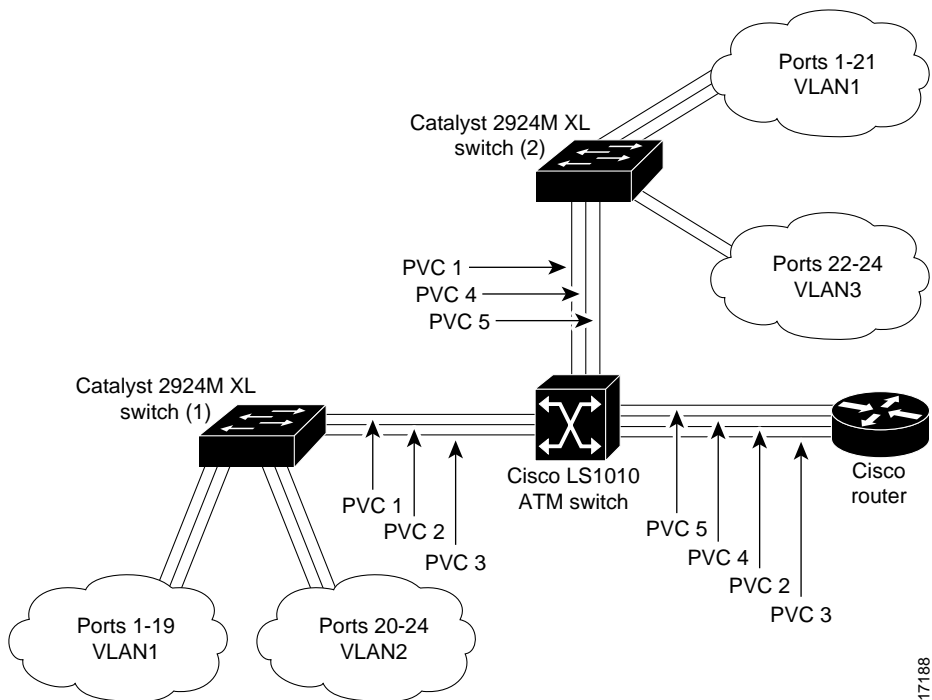 Ports 1-21
VLAN1
Catalyst 2924M XL
switch (2)
Ports 22-24
VLAN3
PVC 1
PVC 4
PVC 5
Catalyst 2924M XL
switch (1)
Cisco LS1010
ATM switch
Cisco
router
PVC 1
PVC 2
PVC 3
PVC 5
PVC 4
PVC 2
PVC 3
Ports 1-19
VLAN1
Ports 20-24
VLAN2
17188